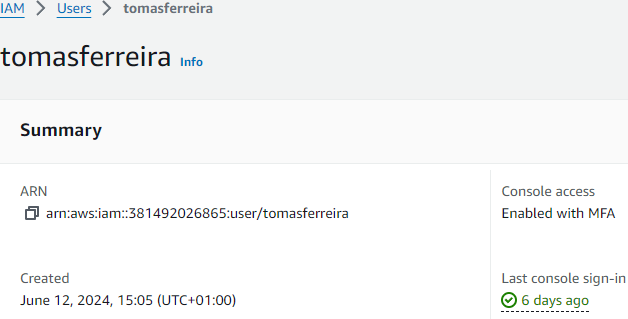 IAM > Users > tomasferreira
tomasferreira Info
Summary
ARN
arn:aws:iam::381492026865:user/tomasferreira
Console access
Enabled with MFA
Created
June 12, 2024, 15:05 (UTC+01:00)
Last console sign-in
6 days ago